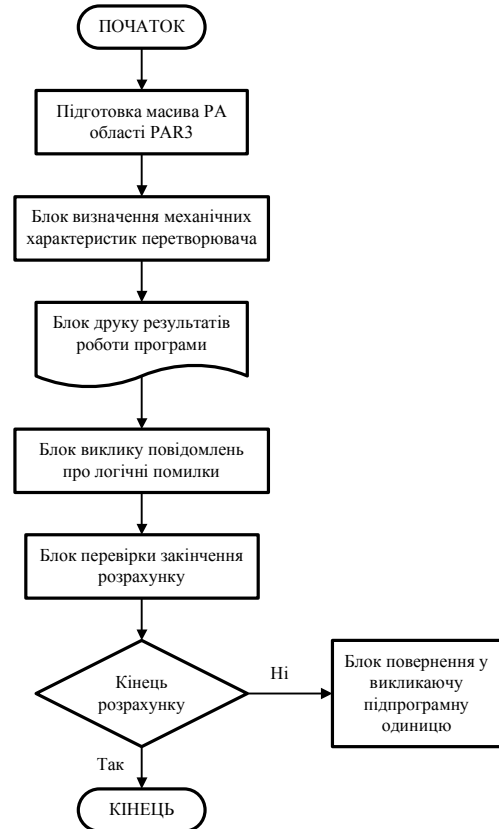 ПОЧАТОК
Підготовка масива РА
області PAR3
Блок визначення механічних
характеристик перетворювача
Блок друку результатів
роботи програми
Блок виклику повідомлень
про логічні помилки
Блок перевірки закінчення
розрахунку
Кінець
розрахунку
Ні
Блок повернення у
викликаючу
підпрограмну
одиницю
Так
КІНЕЦЬ